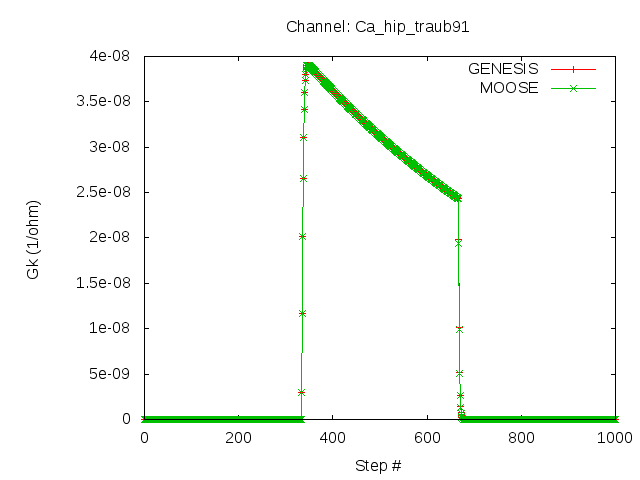 Channel: Ca_hip_traub91
GENESIS
MOOSE
4e-08
3.5e-08
3e-08
2.5e-08
2e-08
1.5e-08
1e-08
5e-09
0
Gk (1/ohm)
0 200 400 600 800 1000
Step #